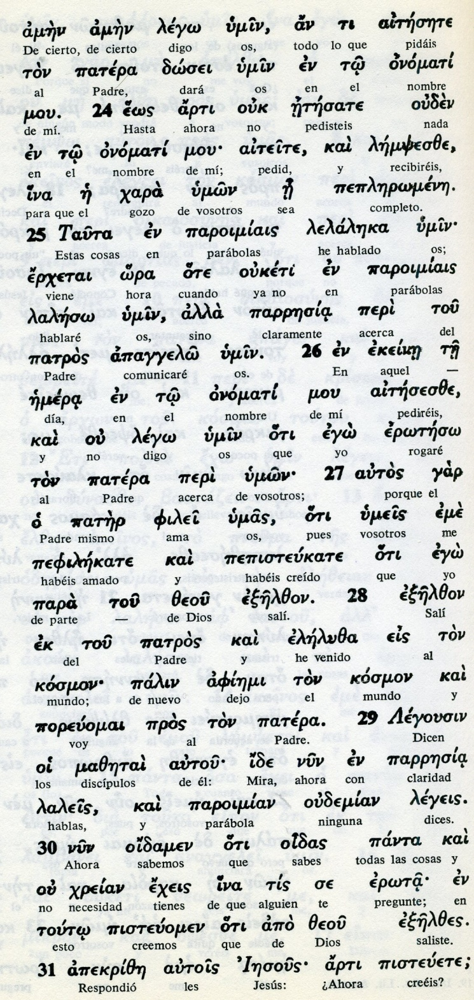 ἀμὴν ἀμὴν λέγω ὑμῖν, ἄν τι αἰτήσητε
De cierto, de cierto digo os, todo lo que pidáis
τὸν πατέρα δώσει ὑμῖν ἐν τῷ ὀνόματί
al Padre, dará os en el nombre
μου. 24 ἕως ἄρτι οὐκ ᾐτήσατε οὐδὲν
de mí. Hasta ahora no pedisteis nada
ἐν τῷ ὀνόματί μου· αἰτεῖτε, καὶ λήμψεσθε,
en el nombre de mí; pedid, y recibiréis,
ἵνα ἡ χαρὰ ὑμῶν ᾖ πεπληρωμένη.
para que el gozo de vosotros sea completo.
25 Ταῦτα ἐν παροιμίαις λελάληκα ὑμῖν·
Estas cosas en parábolas he hablado os;
ἔρχεται ὥρα ὅτε οὐκέτι ἐν παροιμίαις
viene hora cuando ya no en parábolas
λαλήσω ὑμῖν, ἀλλὰ παρρησίᾳ περὶ τοῦ
hablaré os, sino claramente acerca del
πατρὸς ἀπαγγελῶ ὑμῖν. 26 ἐν ἐκείνῃ τῇ
Padre comunicaré os. En aquel —
ἡμέρᾳ ἐν τῷ ὀνόματί μου αἰτήσεσθε,
día, en el nombre de mí pediréis,
καὶ οὐ λέγω ὑμῖν ὅτι ἐγὼ ἐρωτήσω
y no digo os que yo rogaré
τὸν πατέρα περὶ ὑμῶν· 27 αὐτὸς γὰρ
al Padre acerca de vosotros; porque el
ὁ πατὴρ φιλεῖ ὑμᾶς, ὅτι ὑμεῖς ἐμὲ
Padre mismo ama os, pues vosotros me
πεφιλήκατε καὶ πεπιστεύκατε ὅτι ἐγὼ
habéis amado y habéis creído que yo
παρὰ τοῦ θεοῦ ἐξῆλθον. 28 ἐξῆλθον
de parte — de Dios salí. Salí
ἐκ τοῦ πατρὸς καὶ ἐλήλυθα εἰς τὸν
del Padre y he venido al
κόσμον· πάλιν ἀφίημι τὸν κόσμον καὶ
mundo; de nuevo dejo el mundo y
πορεύομαι πρὸς τὸν πατέρα. 29 Λέγουσιν
voy al Padre. Dicen
οἱ μαθηταὶ αὐτοῦ· ἴδε νῦν ἐν παρρησίᾳ
los discípulos de él: Mira, ahora con claridad
λαλεῖς, καὶ παροιμίαν οὐδεμίαν λέγεις.
hablas, y parábola ninguna dices.
30 νῦν οἴδαμεν ὅτι οἶδας πάντα καὶ
Ahora sabemos que sabes todas las cosas y
οὐ χρείαν ἔχεις ἵνα τίς σε ἐρωτᾷ· ἐν
no necesidad tienes de que alguien te pregunte; en
τούτῳ πιστεύομεν ὅτι ἀπὸ θεοῦ ἐξῆλθες.
esto creemos que de Dios saliste.
31 ἀπεκρίθη αὐτοῖς Ἰησοῦς· ἄρτι πιστεύετε;
Respondió les Jesús: ¿Ahora creéis?